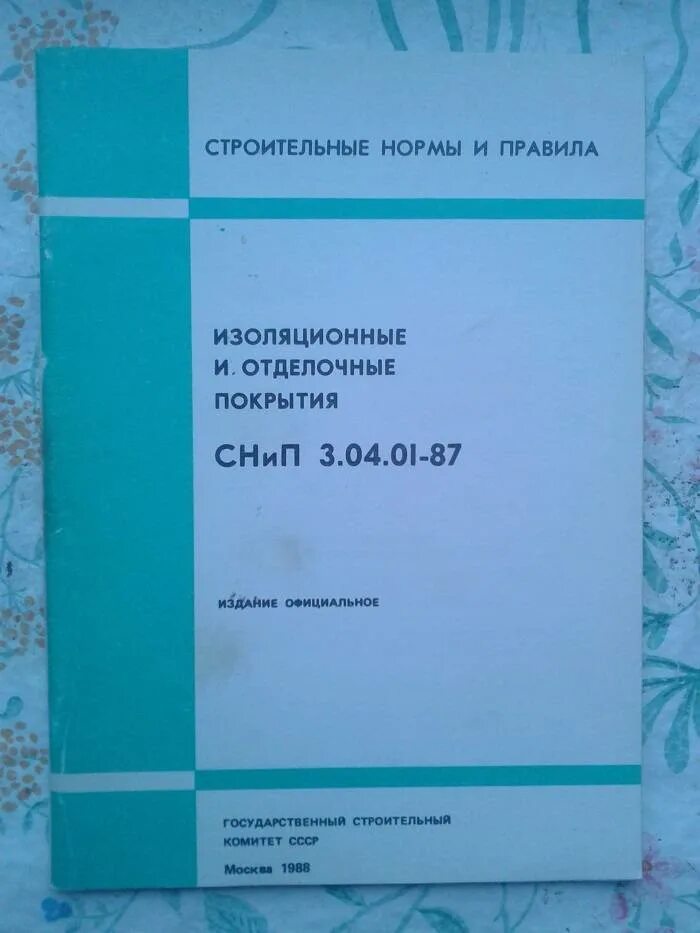 СТРОИТЕЛЬНЫЕ НОРМЫ И ПРАВИЛА
ИЗОЛЯЦИОННЫЕ
И ОТДЕЛОЧНЫЕ
ПОКРЫТИЯ
СНиП 3.04.01-87
ИЗДАНИЕ ОФИЦИАЛЬНОЕ
ГОСУДАРСТВЕННЫЙ СТРОИТЕЛЬНЫЙ
КОМИТЕТ СССР
Москва 1988